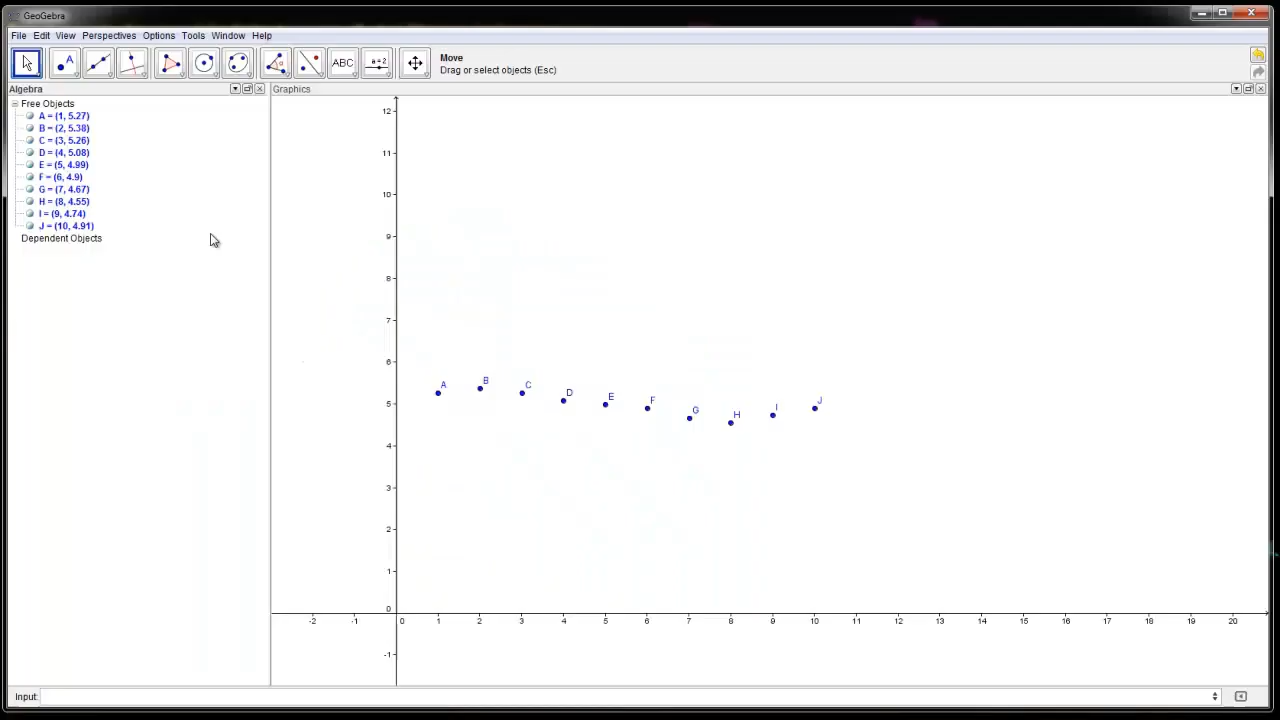 GeoGebra
File Edit View Perspectives Options Tools Window Help
A
ABC
a=2
Move
Drag or select objects (Esc)
Algebra
Graphics
Free Objects
A = (1, 5.27)
B = (2, 5.38)
C = (3, 5.26)
D = (4, 5.08)
E = (5, 4.99)
F = (6, 4.9)
G = (7, 4.67)
H = (8, 4.55)
I = (9, 4.74)
J = (10, 4.91)
Dependent Objects
12
11
10
9
8
7
6
5
4
3
2
1
0
-1
A B C D E F G H I J
-2 -1 0 1 2 3 4 5 6 7 8 9 10 11 12 13 14 15 16 17 18 19 20
Input: